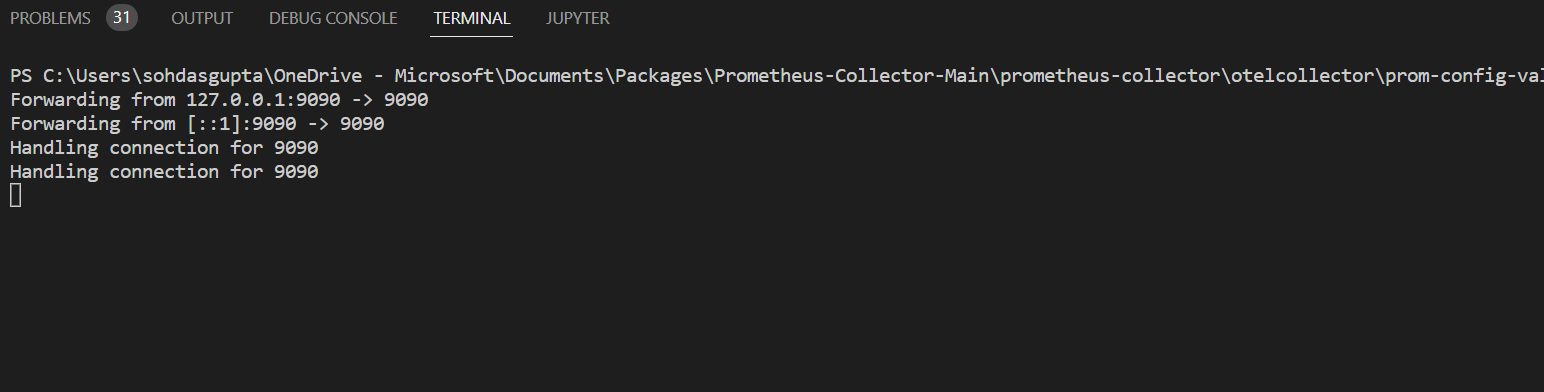 PROBLEMS 31 OUTPUT DEBUG CONSOLE TERMINAL JUPYTER
PS C:\Users\sohdasgupta\OneDrive - Microsoft\Documents\Packages\Prometheus-Collector-Main\prometheus-collector\otelcollector\prom-config-val
Forwarding from 127.0.0.1:9090 -> 9090
Forwarding from [::1]:9090 -> 9090
Handling connection for 9090
Handling connection for 9090